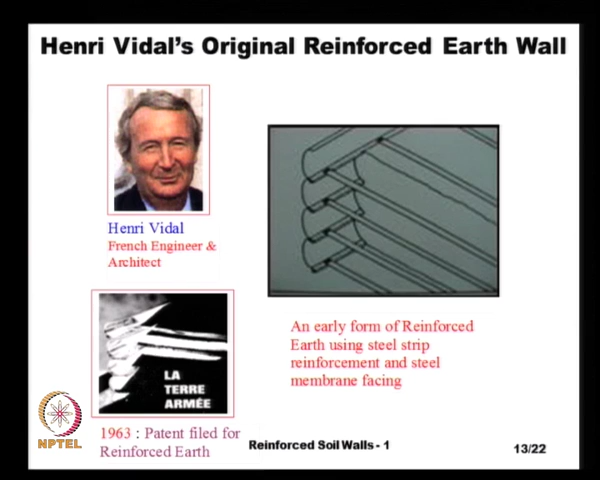 Henri Vidal's Original Reinforced Earth Wall
Henri Vidal
French Engineer &
Architect
LA
TERRE
ARMÉE
1963 : Patent filed for
Reinforced Earth
An early form of Reinforced
Earth using steel strip
reinforcement and steel
membrane facing
NPTEL
Reinforced Soil Walls - 1
13/22